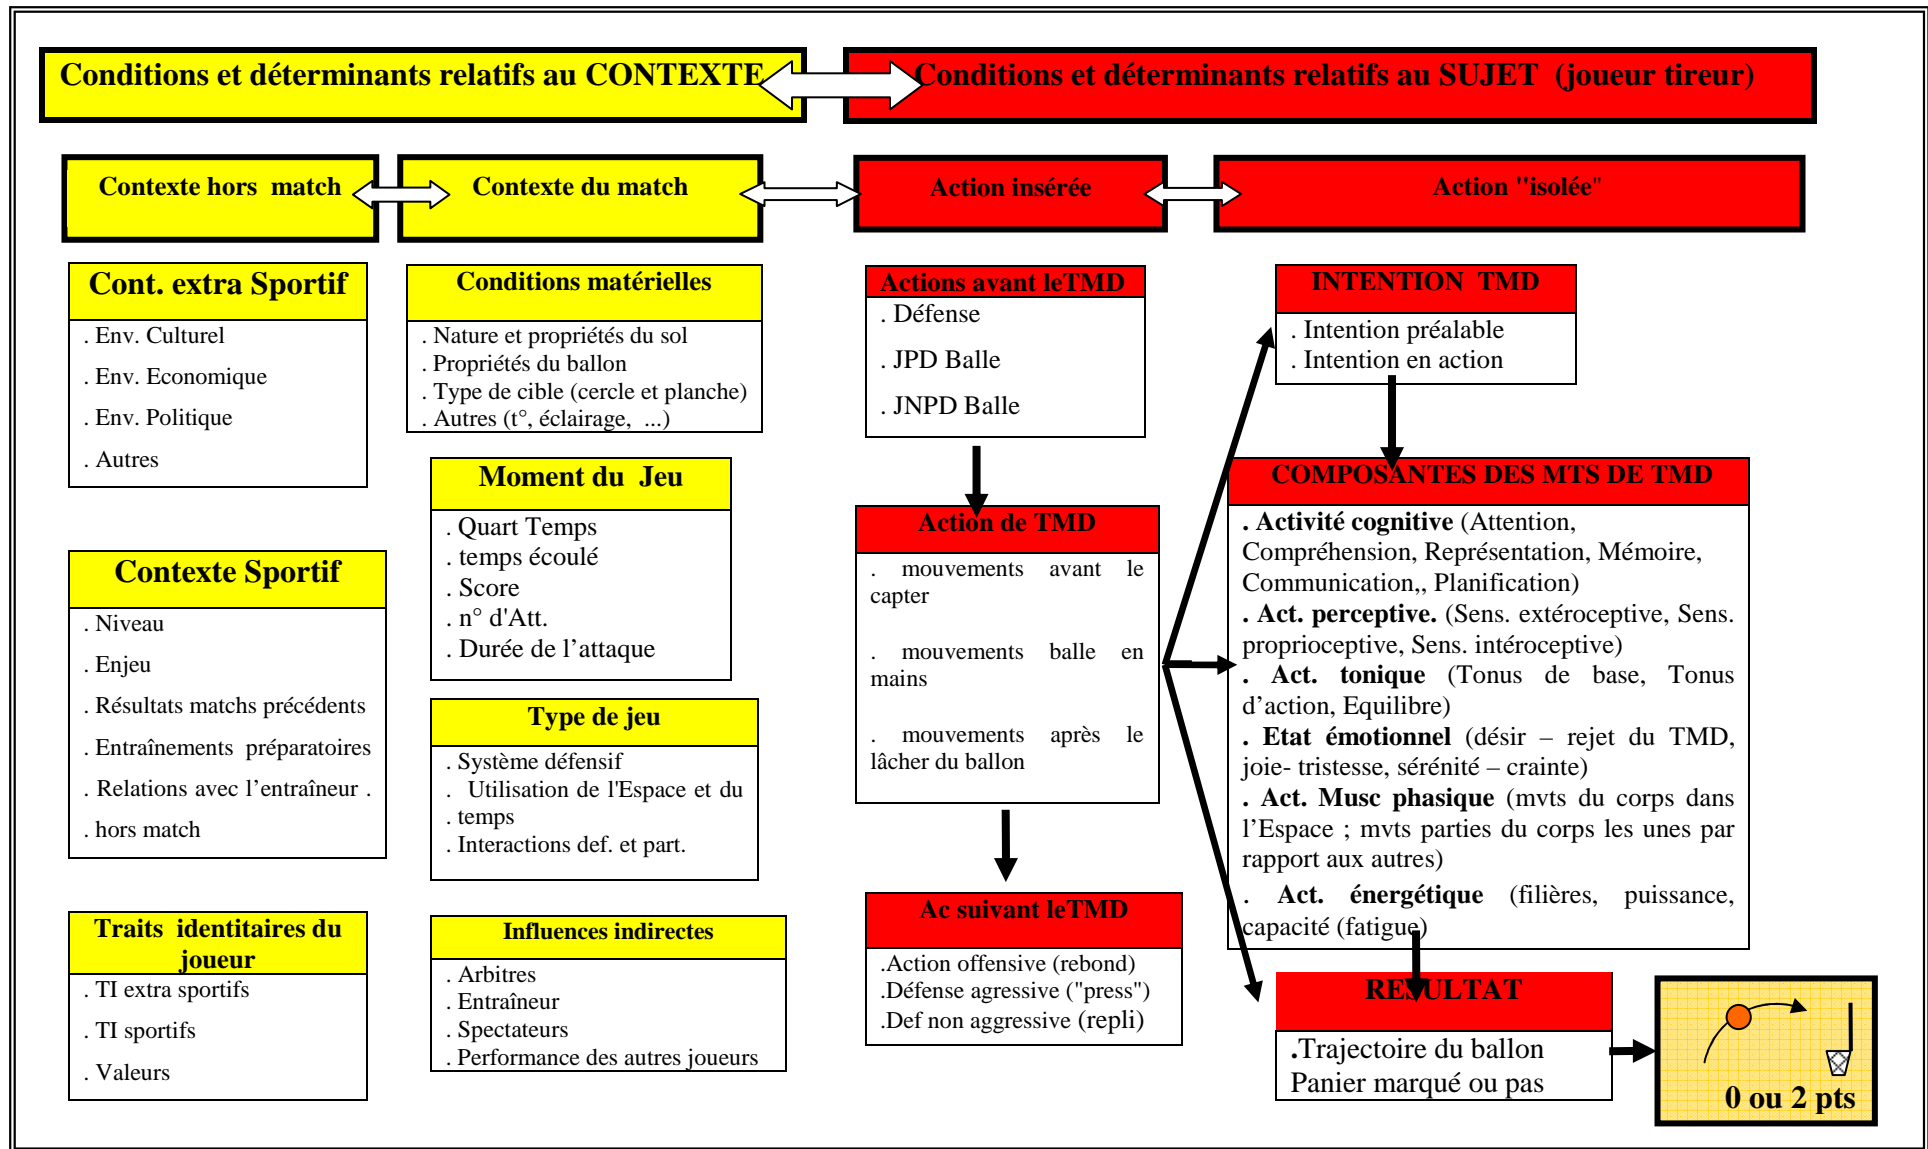 Conditions et déterminants relatifs au CONTEXTE
Conditions et déterminants relatifs au SUJET (joueur tireur)
Contexte hors match
Contexte du match
Action insérée
Action "isolée"
Cont. extra Sportif
. Env. Culturel
. Env. Economique
. Env. Politique
. Autres
Contexte Sportif
. Niveau
. Enjeu
. Résultats matchs précédents
. Entraînements préparatoires
. Relations avec l’entraîneur .
. hors match
Traits identitaires du
joueur
. TI extra sportifs
. TI sportifs
. Valeurs
Conditions matérielles
. Nature et propriétés du sol
. Propriétés du ballon
. Type de cible (cercle et planche)
. Autres (t°, éclairage, ...)
Moment du Jeu
. Quart Temps
. temps écoulé
. Score
. n° d'Att.
. Durée de l’attaque
Type de jeu
. Système défensif
. Utilisation de l'Espace et du
. temps
. Interactions def. et part.
Influences indirectes
. Arbitres
. Entraîneur
. Spectateurs
. Performance des autres joueurs
Actions avant leTMD
. Défense
. JPD Balle
. JNPD Balle
Action de TMD
. mouvements avant le
capter
. mouvements balle en
mains
. mouvements après le
lâcher du ballon
Ac suivant leTMD
.Action offensive (rebond)
.Défense agressive ("press")
.Def non aggressive (repli)
INTENTION TMD
. Intention préalable
. Intention en action
COMPOSANTES DES MTS DE TMD
. Activité cognitive (Attention,
Compréhension, Représentation, Mémoire,
Communication,, Planification)
. Act. perceptive. (Sens. extéroceptive, Sens.
proprioceptive, Sens. intéroceptive)
. Act. tonique (Tonus de base, Tonus
d’action, Equilibre)
. Etat émotionnel (désir – rejet du TMD,
joie- tristesse, sérénité – crainte)
. Act. Musc phasique (mvts du corps dans
l’Espace ; mvts parties du corps les unes par
rapport aux autres)
. Act. énergétique (filières, puissance,
capacité (fatigue)
RESULTAT
.Trajectoire du ballon
Panier marqué ou pas
0 ou 2 pts